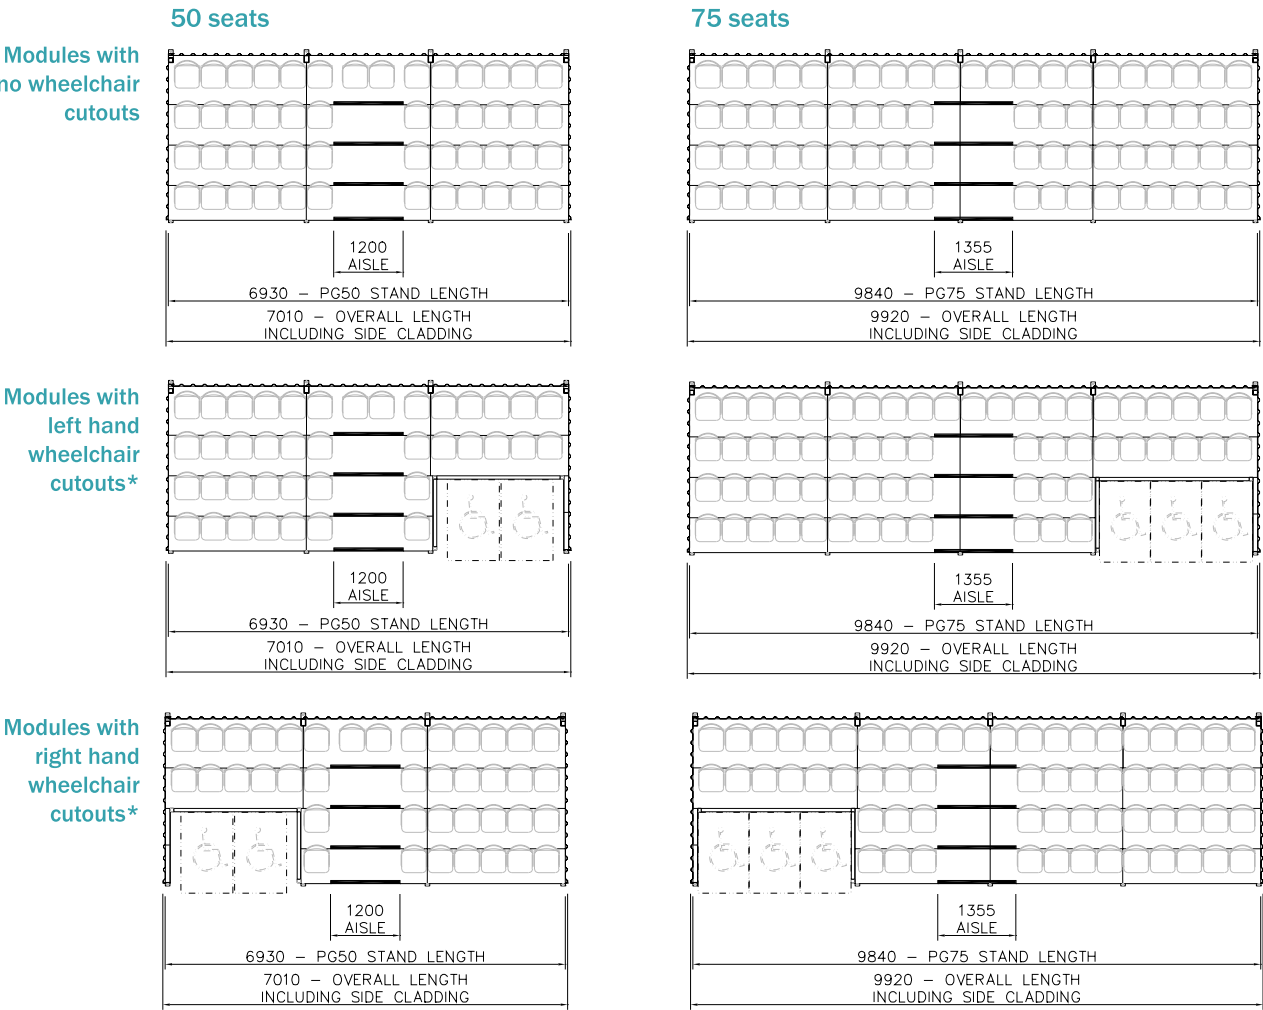 50 seats
75 seats
Modules with
no wheelchair
cutouts
1200
AISLE
6930 – PG50 STAND LENGTH
7010 – OVERALL LENGTH
INCLUDING SIDE CLADDING
1355
AISLE
9840 – PG75 STAND LENGTH
9920 – OVERALL LENGTH
INCLUDING SIDE CLADDING
Modules with
left hand
wheelchair
cutouts*
1200
AISLE
6930 – PG50 STAND LENGTH
7010 – OVERALL LENGTH
INCLUDING SIDE CLADDING
1355
AISLE
9840 – PG75 STAND LENGTH
9920 – OVERALL LENGTH
INCLUDING SIDE CLADDING
Modules with
right hand
wheelchair
cutouts*
1200
AISLE
6930 – PG50 STAND LENGTH
7010 – OVERALL LENGTH
INCLUDING SIDE CLADDING
1355
AISLE
9840 – PG75 STAND LENGTH
9920 – OVERALL LENGTH
INCLUDING SIDE CLADDING